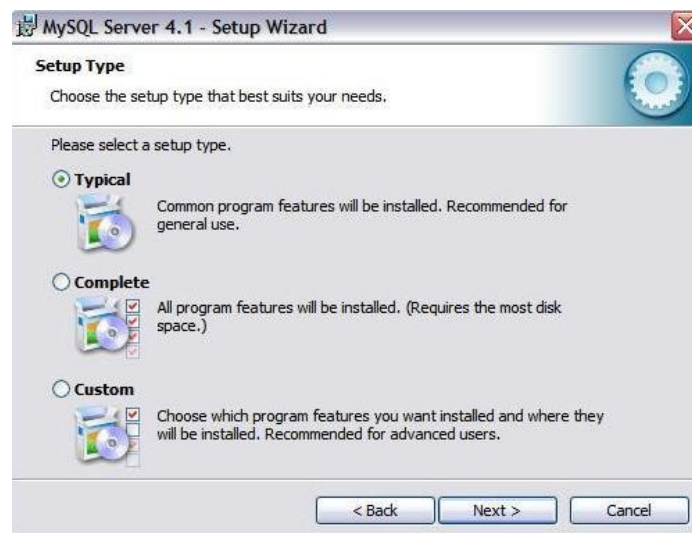 MySQL Server 4.1 - Setup Wizard
Setup Type
Choose the setup type that best suits your needs.
Please select a setup type.
Typical
Common program features will be installed. Recommended for
general use.
Complete
All program features will be installed. (Requires the most disk
space.)
Custom
Choose which program features you want installed and where they
will be installed. Recommended for advanced users.
< Back Next > Cancel